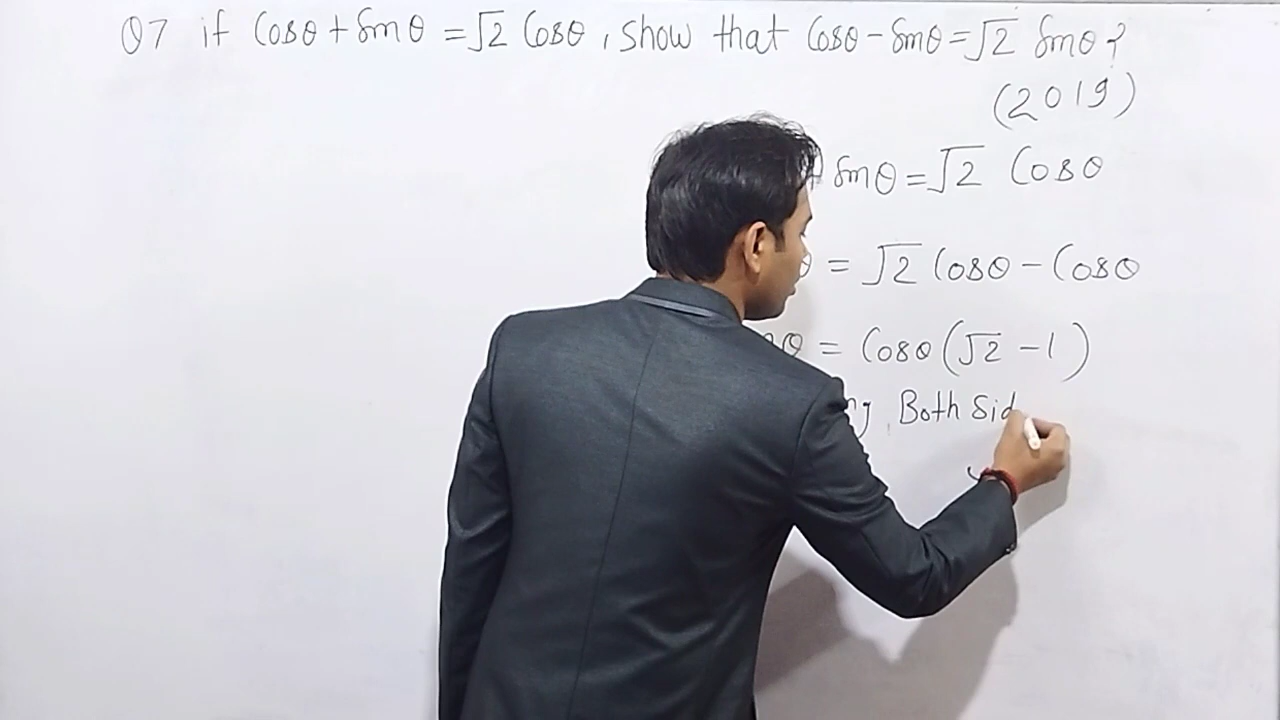 Q7 if Cosθ + Sinθ = √2 Cosθ, Show that Cosθ - Sinθ = √2 Sinθ?
(2019)
Sinθ = √2 Cosθ
θ = √2 Cosθ - Cosθ
θ = Cosθ(√2 - 1)
Both Sid